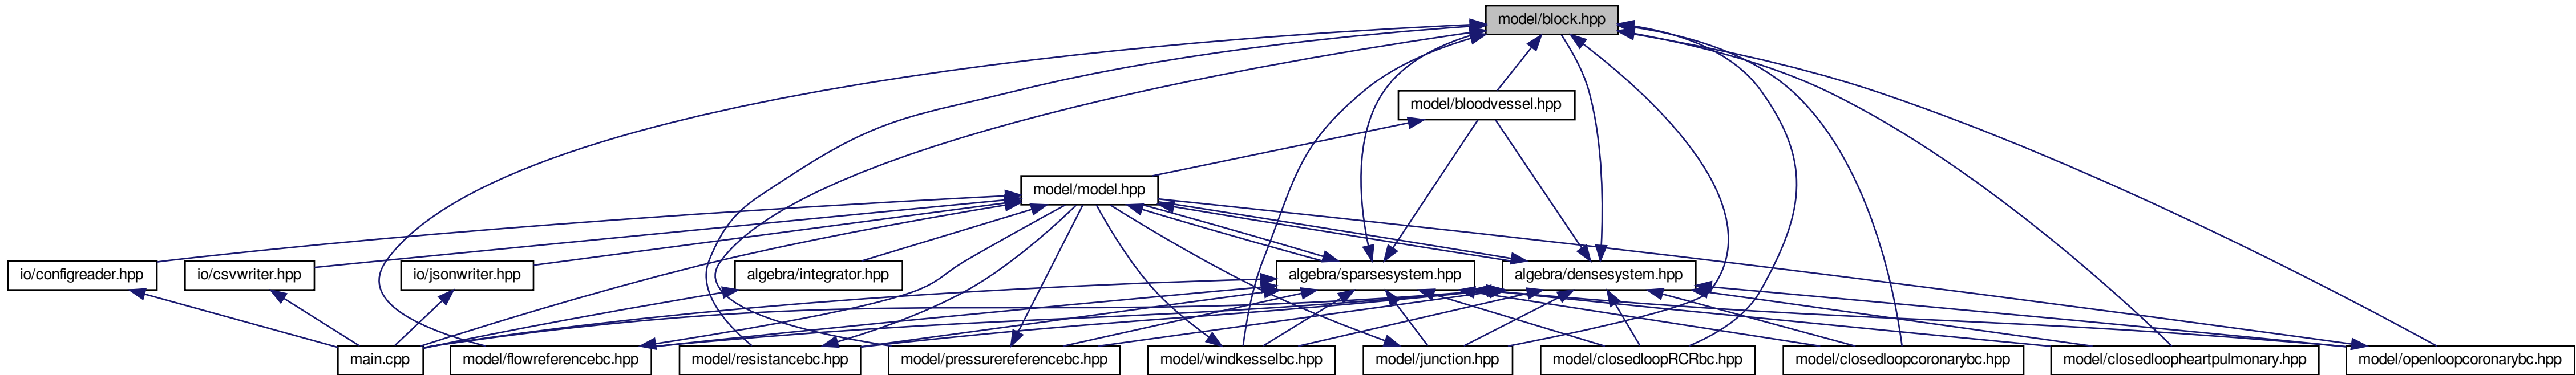 model/block.hpp
model/bloodvessel.hpp
model/model.hpp
io/configreader.hpp
io/csvwriter.hpp
io/jsonwriter.hpp
algebra/integrator.hpp
algebra/sparsesystem.hpp
algebra/densesystem.hpp
main.cpp
model/flowreferencebc.hpp
model/resistancebc.hpp
model/pressurereferencebc.hpp
model/windkesselbc.hpp
model/junction.hpp
model/closedloopRCRbc.hpp
model/closedloopcoronarybc.hpp
model/closedloopheartpulmonary.hpp
model/openloopcoronarybc.hpp